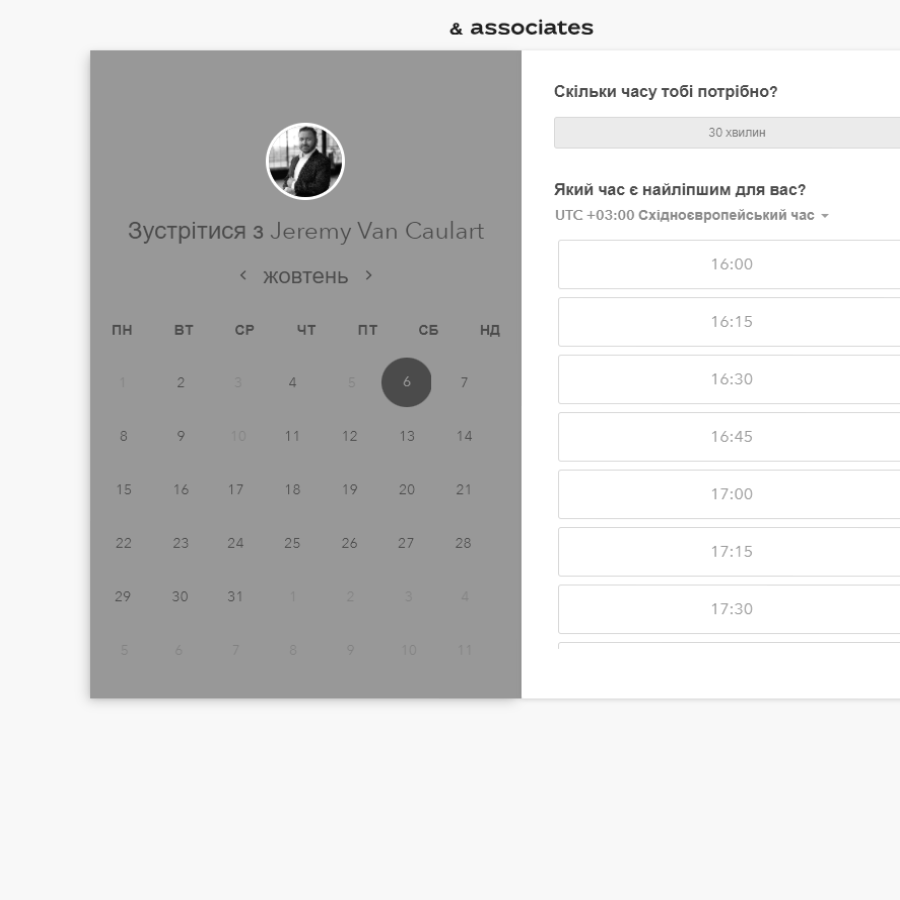 & associates
Зустрітися з Jeremy Van Caulart
жовтень
ПН ВТ СР ЧТ ПТ СБ НД
1 2 3 4 5 6 7
8 9 10 11 12 13 14
15 16 17 18 19 20 21
22 23 24 25 26 27 28
29 30 31 1 2 3 4
5 6 7 8 9 10 11
Скільки часу тобі потрібно?
30 хвилин
Який час є найліпшим для вас?
UTC +03:00 Східноєвропейський час
16:00
16:15
16:30
16:45
17:00
17:15
17:30